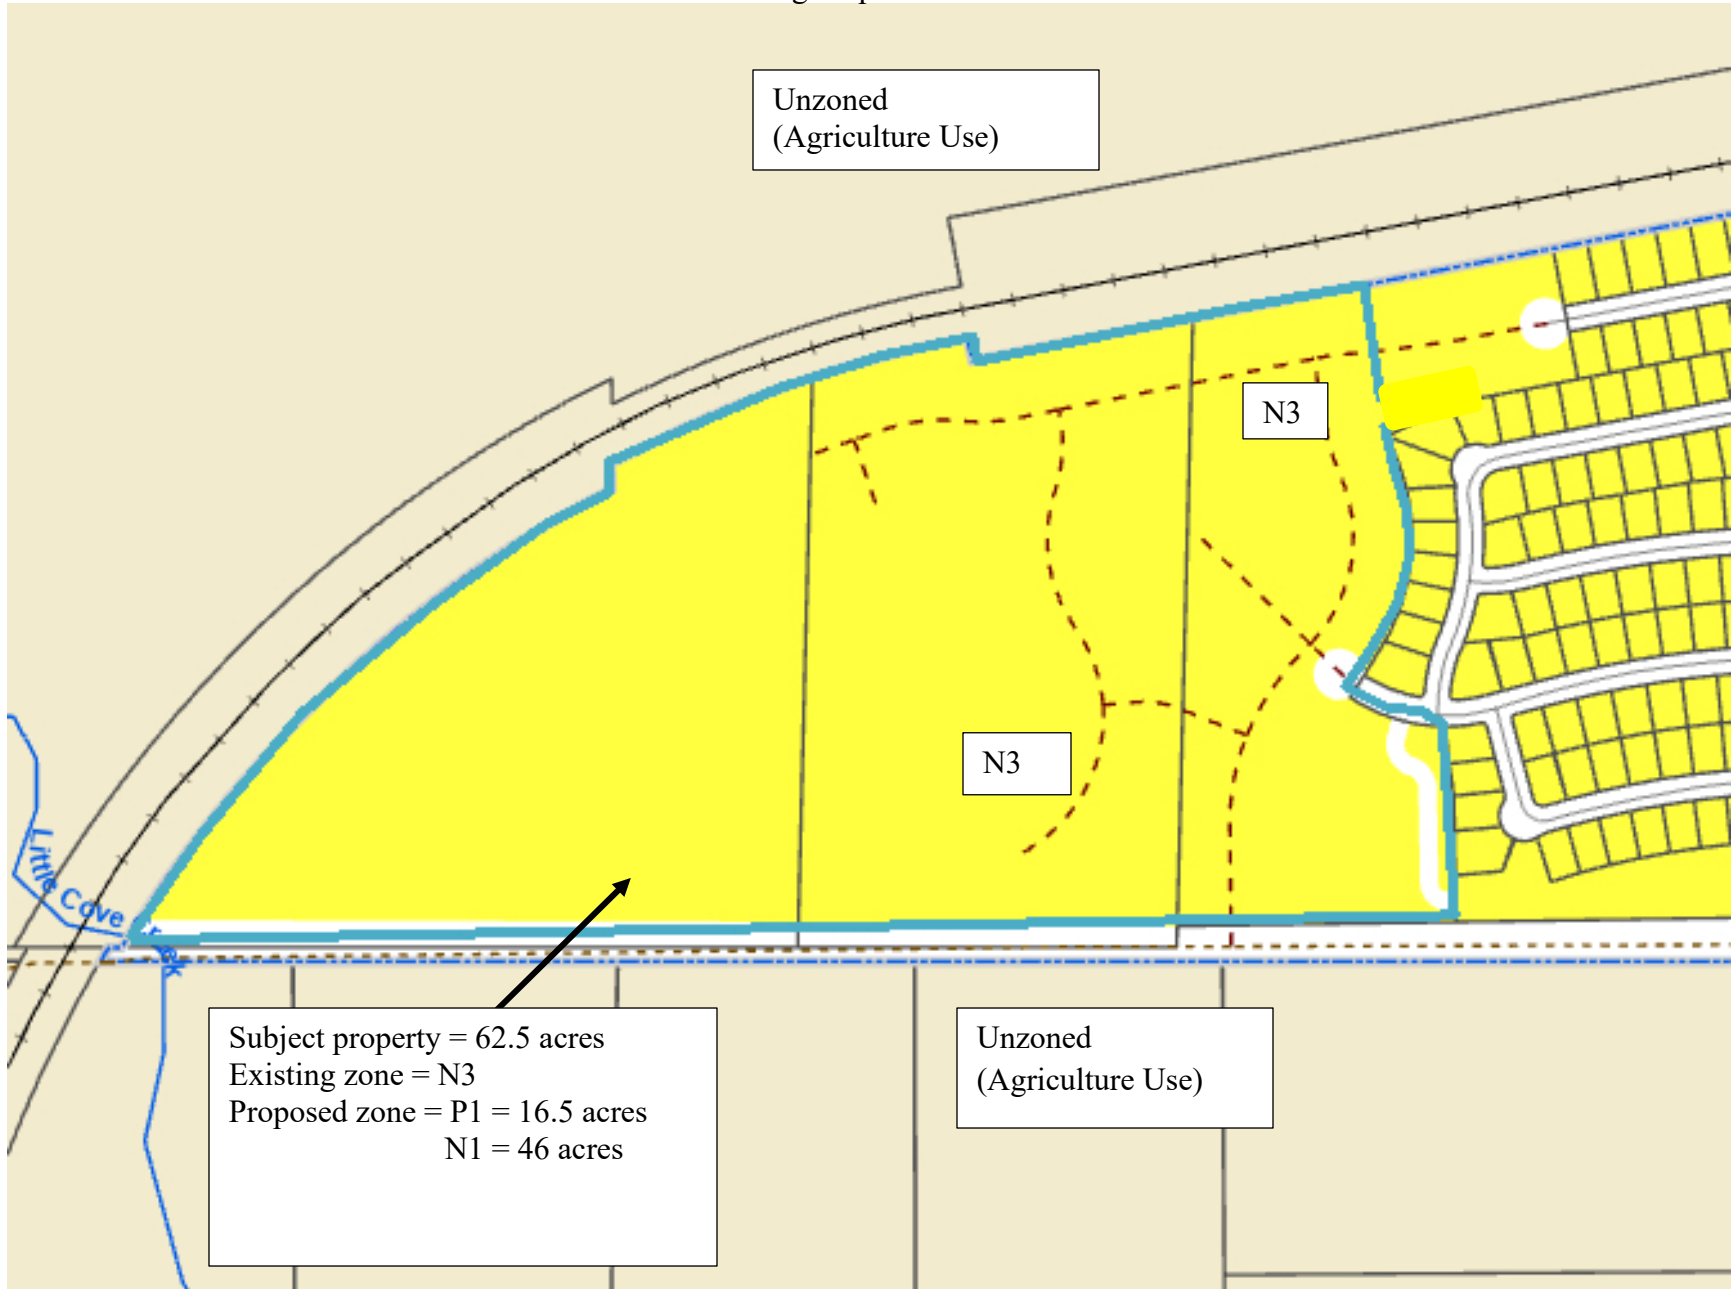 Unzoned
(Agriculture Use)
N3
N3
Little Cove
Subject property = 62.5 acres
Existing zone = N3
Proposed zone = P1 = 16.5 acres
N1 = 46 acres
Unzoned
(Agriculture Use)